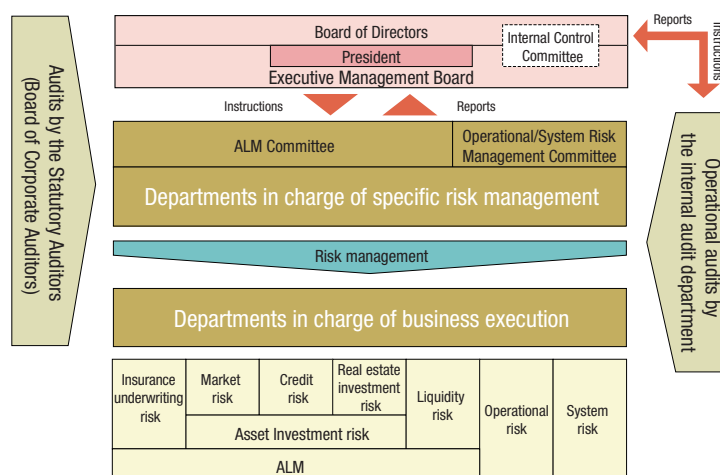 Board of Directors
Internal Control
Committee
President
Executive Management Board
Reports
Instructions
Instructions
Reports
Audits by the Statutory Auditors
(Board of Corporate Auditors)
ALM Committee
Operational/System Risk
Management Committee
Departments in charge of specific risk management
Operational audits by
the internal audit department
Risk management
Departments in charge of business execution
Insurance
underwriting
risk
Market
risk
Credit
risk
Real estate
investment
risk
Liquidity
risk
Operational
risk
System
risk
Asset Investment risk
ALM